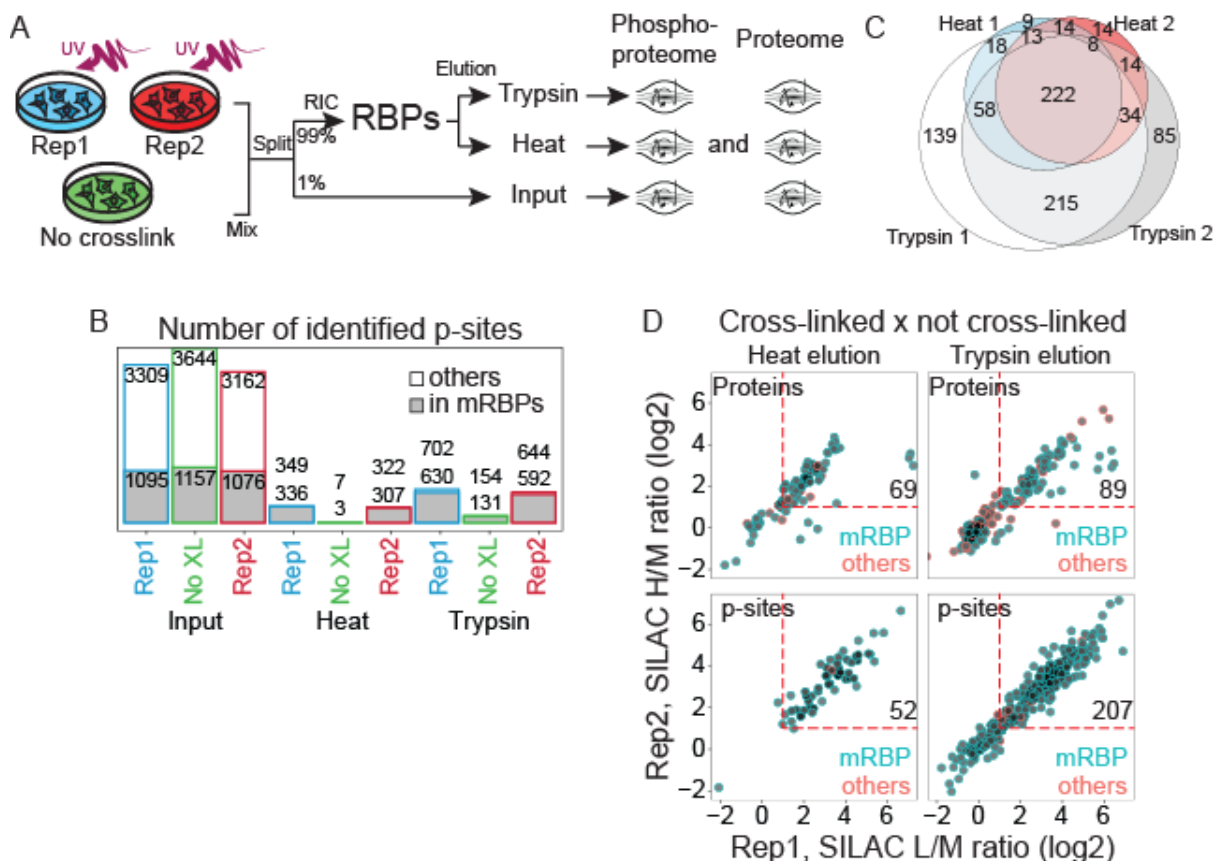 A
UV
UV
Rep1
Rep2
No crosslink
Mix
Split
99%
1%
RIC
RBPs
Elution
Trypsin
Heat
Input
Phospho-
proteome
Proteome
and
C
Heat 1
Heat 2
9
14
14
18
13
8
14
58
222
34
139
85
215
Trypsin 1
Trypsin 2
B
Number of identified p-sites
others
in mRBPs
3309
3644
3162
1095
1157
1076
349
336
7
3
322
307
702
630
154
131
644
592
Rep1
No XL
Rep2
Rep1
No XL
Rep2
Rep1
No XL
Rep2
Input
Heat
Trypsin
D
Cross-linked x not cross-linked
Heat elution
Trypsin elution
Proteins
Proteins
6
4
2
0
−2
69
mRBP
others
89
mRBP
others
p-sites
p-sites
6
4
2
0
−2
52
mRBP
others
207
mRBP
others
−2 0 2 4 6
−2 0 2 4 6
Rep2, SILAC H/M ratio (log2)
Rep1, SILAC L/M ratio (log2)